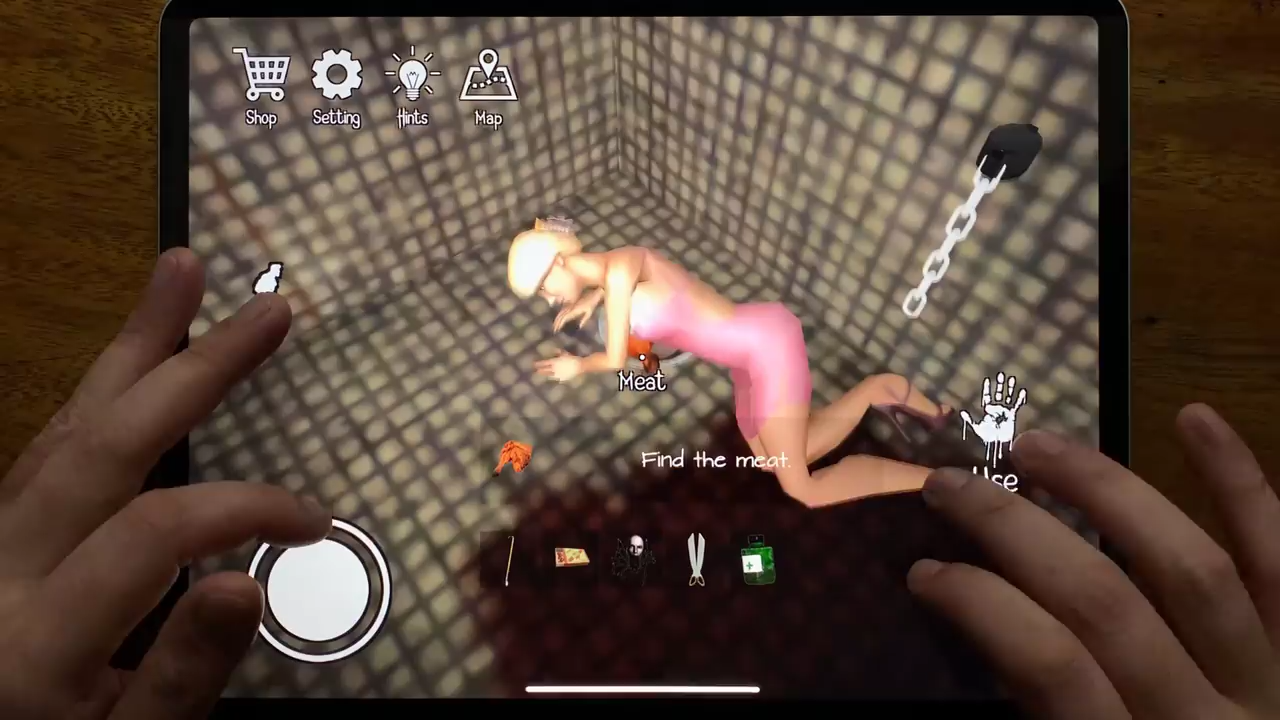 Shop
Setting
Hints
Map
Meat
Find the meat.
Use